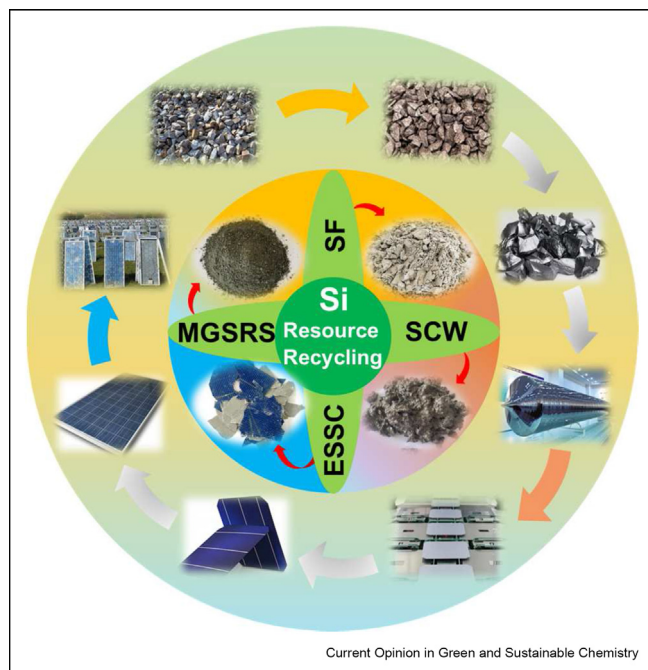 SF
Si
Resource
Recycling
MGSRS
SCW
ESSC
Current Opinion in Green and Sustainable Chemistry